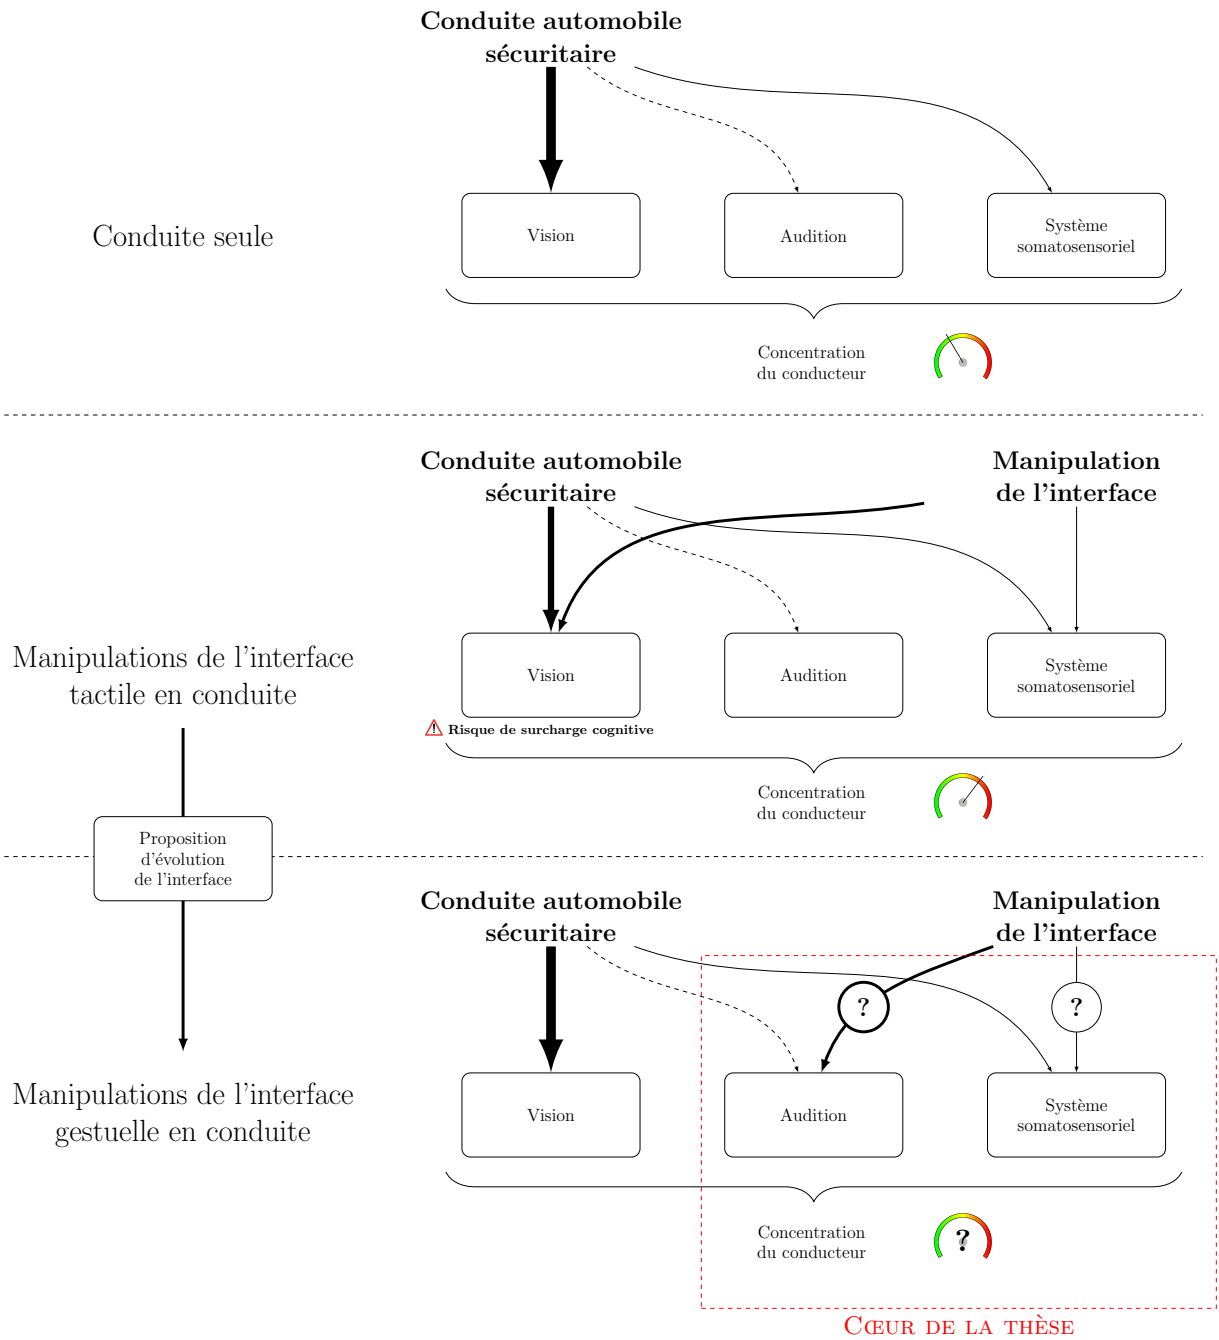 Conduite automobile
sécuritaire
Conduite seule
Vision
Audition
Système
somatosensoriel
Concentration
du conducteur
Conduite automobile
sécuritaire
Manipulation
de l'interface
Manipulations de l'interface
tactile en conduite
Vision
Audition
Système
somatosensoriel
! Risque de surcharge cognitive
Concentration
du conducteur
Proposition
d'évolution
de l'interface
Conduite automobile
sécuritaire
Manipulation
de l'interface
?
?
Manipulations de l'interface
gestuelle en conduite
Vision
Audition
Système
somatosensoriel
Concentration
du conducteur
?
Cœur de la thèse